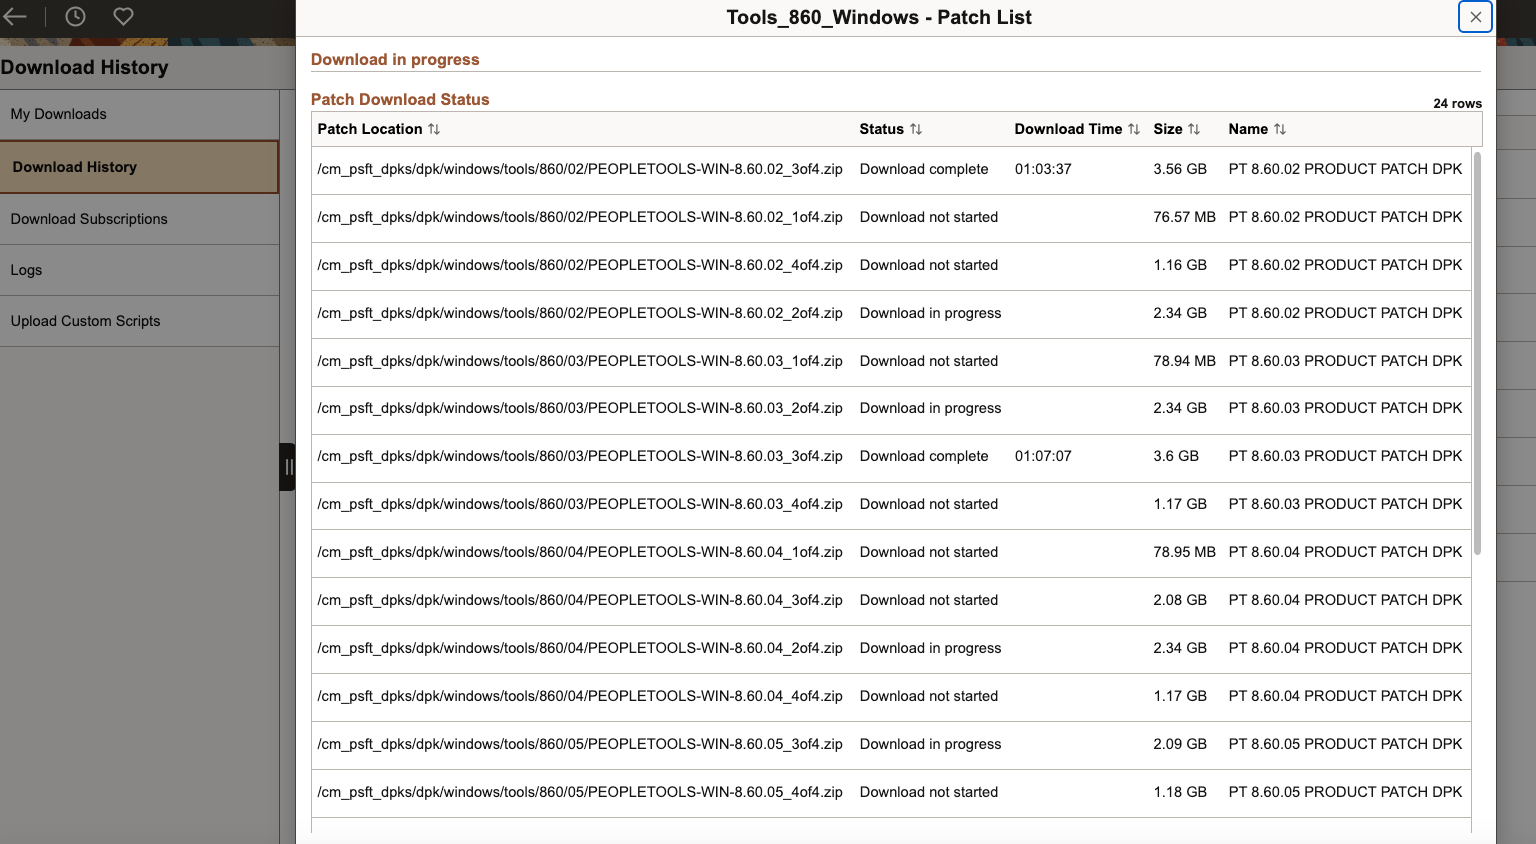 Tools_860_Windows - Patch List
Download History
My Downloads
Download History
Download Subscriptions
Logs
Upload Custom Scripts
Download in progress
Patch Download Status
24 rows
Patch Location Status Download Time Size Name
/cm_psft_dpks/dpk/windows/tools/860/02/PEOPLETOOLS-WIN-8.60.02_3of4.zip Download complete 01:03:37 3.56 GB PT 8.60.02 PRODUCT PATCH DPK
/cm_psft_dpks/dpk/windows/tools/860/02/PEOPLETOOLS-WIN-8.60.02_1of4.zip Download not started 76.57 MB PT 8.60.02 PRODUCT PATCH DPK
/cm_psft_dpks/dpk/windows/tools/860/02/PEOPLETOOLS-WIN-8.60.02_4of4.zip Download not started 1.16 GB PT 8.60.02 PRODUCT PATCH DPK
/cm_psft_dpks/dpk/windows/tools/860/02/PEOPLETOOLS-WIN-8.60.02_2of4.zip Download in progress 2.34 GB PT 8.60.02 PRODUCT PATCH DPK
/cm_psft_dpks/dpk/windows/tools/860/03/PEOPLETOOLS-WIN-8.60.03_1of4.zip Download not started 78.94 MB PT 8.60.03 PRODUCT PATCH DPK
/cm_psft_dpks/dpk/windows/tools/860/03/PEOPLETOOLS-WIN-8.60.03_2of4.zip Download in progress 2.34 GB PT 8.60.03 PRODUCT PATCH DPK
/cm_psft_dpks/dpk/windows/tools/860/03/PEOPLETOOLS-WIN-8.60.03_3of4.zip Download complete 01:07:07 3.6 GB PT 8.60.03 PRODUCT PATCH DPK
/cm_psft_dpks/dpk/windows/tools/860/03/PEOPLETOOLS-WIN-8.60.03_4of4.zip Download not started 1.17 GB PT 8.60.03 PRODUCT PATCH DPK
/cm_psft_dpks/dpk/windows/tools/860/04/PEOPLETOOLS-WIN-8.60.04_1of4.zip Download not started 78.95 MB PT 8.60.04 PRODUCT PATCH DPK
/cm_psft_dpks/dpk/windows/tools/860/04/PEOPLETOOLS-WIN-8.60.04_3of4.zip Download not started 2.08 GB PT 8.60.04 PRODUCT PATCH DPK
/cm_psft_dpks/dpk/windows/tools/860/04/PEOPLETOOLS-WIN-8.60.04_2of4.zip Download in progress 2.34 GB PT 8.60.04 PRODUCT PATCH DPK
/cm_psft_dpks/dpk/windows/tools/860/04/PEOPLETOOLS-WIN-8.60.04_4of4.zip Download not started 1.17 GB PT 8.60.04 PRODUCT PATCH DPK
/cm_psft_dpks/dpk/windows/tools/860/05/PEOPLETOOLS-WIN-8.60.05_3of4.zip Download in progress 2.09 GB PT 8.60.05 PRODUCT PATCH DPK
/cm_psft_dpks/dpk/windows/tools/860/05/PEOPLETOOLS-WIN-8.60.05_4of4.zip Download not started 1.18 GB PT 8.60.05 PRODUCT PATCH DPK